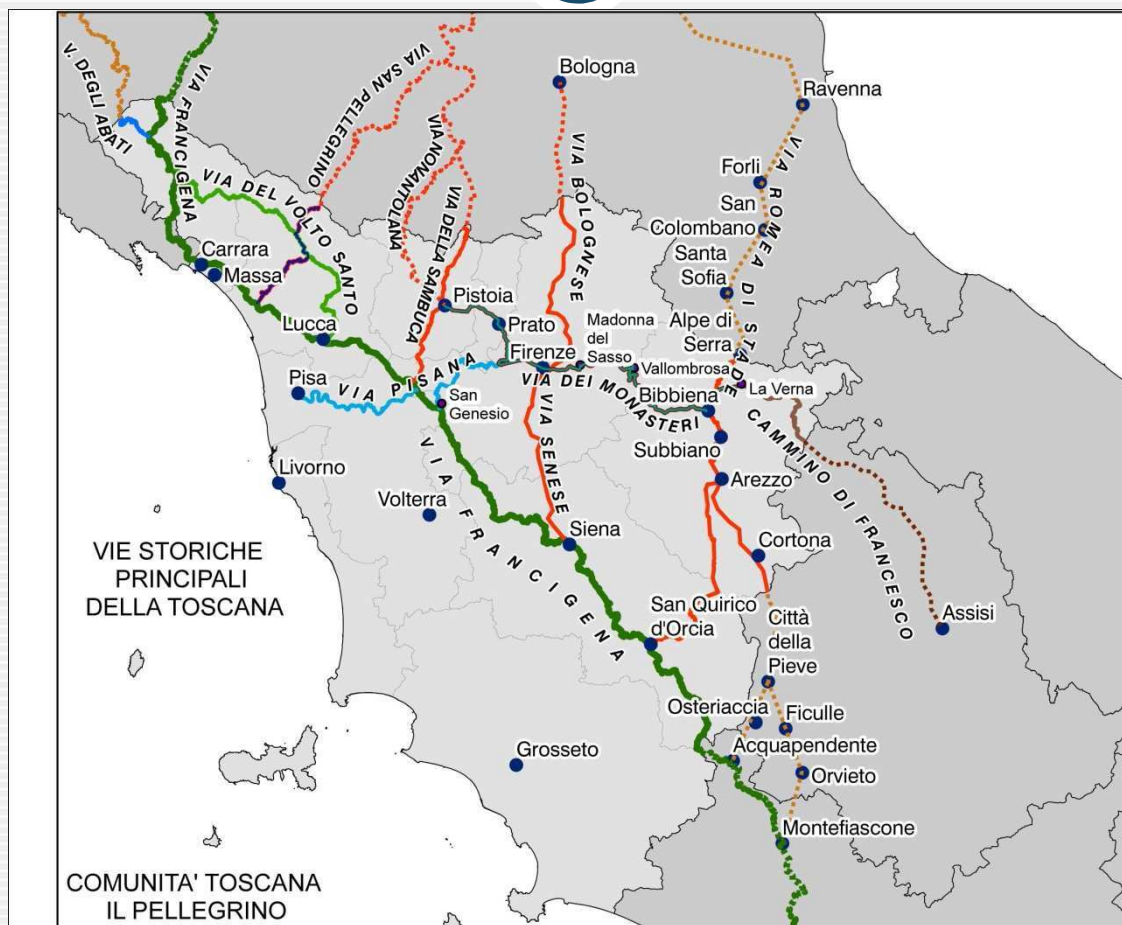 V. DEGLI ABATI
VIA FRANCIGENA
VIA SAN PELLEGRINO
VIA NONANTOLANA
VIA DELLA SAMBUCA
Bologna
VIA BOLOGNESE
Ravenna
Forli
San
Colombano
Santa
Sofia
Alpe di
Serra
VIA ROMEA DI STADE
VIA DEL VOLTO SANTO
Carrara
Massa
Lucca
Pistoia
Prato
Firenze
Madonna
del
Sasso
Vallombrosa
La Verna
Pisa
VIA PISANA
San
Genesio
VIA DEI MONASTERI
Bibbiena
Subbiano
Arezzo
VIA SENESE
CAMMINO DI FRANCESCO
Livorno
Volterra
VIA FRANCIGENA
Siena
Cortona
VIE STORICHE
PRINCIPALI
DELLA TOSCANA
San Quirico
d'Orcia
Città
della
Pieve
Assisi
Osteriaccia
Ficulle
Grosseto
Acquapendente
Orvieto
Montefiascone
COMUNITA' TOSCANA
IL PELLEGRINO